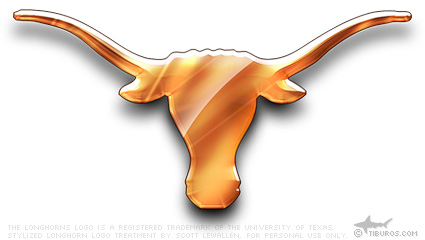 THE LONGHORNS LOGO IS A REGISTERED TRADEMARK OF THE UNIVERSITY OF TEXAS.
STYLIZED LONGHORN LOGO TREATMENT BY SCOTT LEWALLEN. FOR PERSONAL USE ONLY.
© TIBUROS.COM